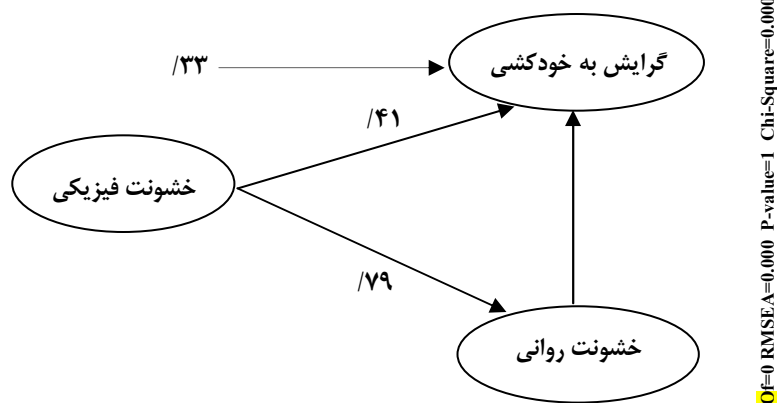 گرایش به خودکشی
/۳۳
/۴۱
خشونت فیزیکی
/۷۹
خشونت روانی
Of=0 RMSEA=0.000 P-value=1 Chi-Square=0.000